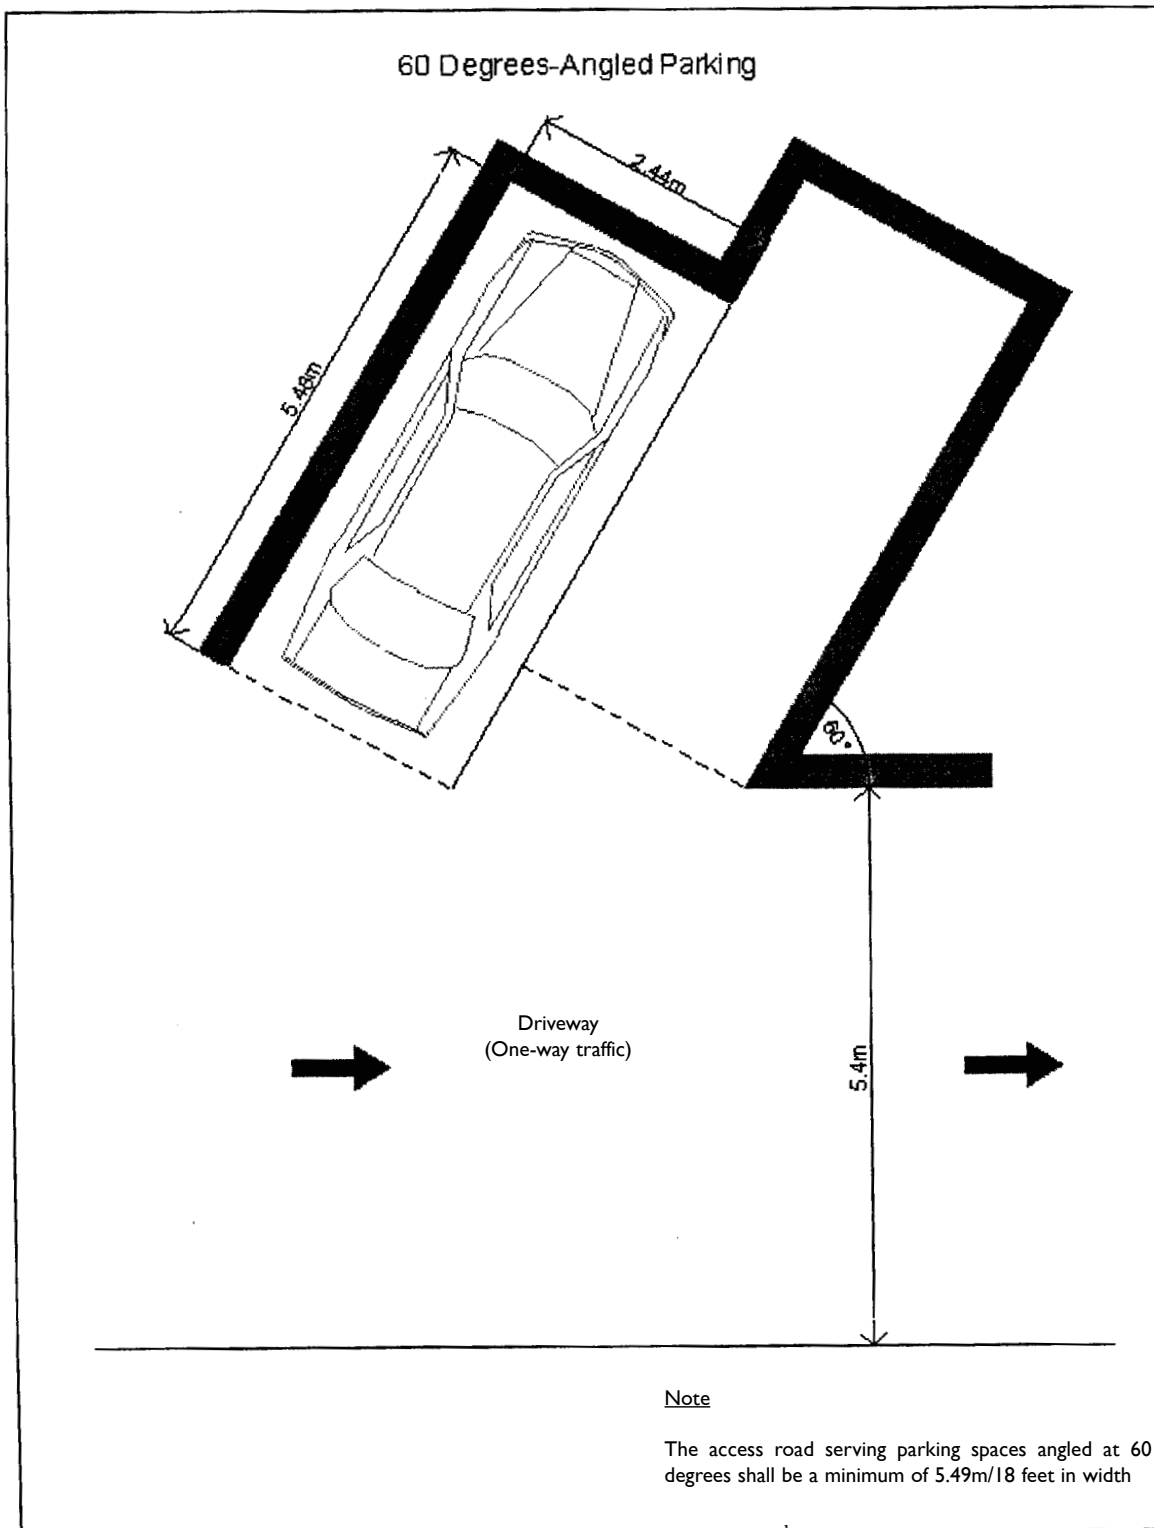 60 Degrees-Angled Parking
2.44m
5.48m
60°
Driveway
(One-way traffic)
5.4m
Note
The access road serving parking spaces angled at 60
degrees shall be a minimum of 5.49m/18 feet in width